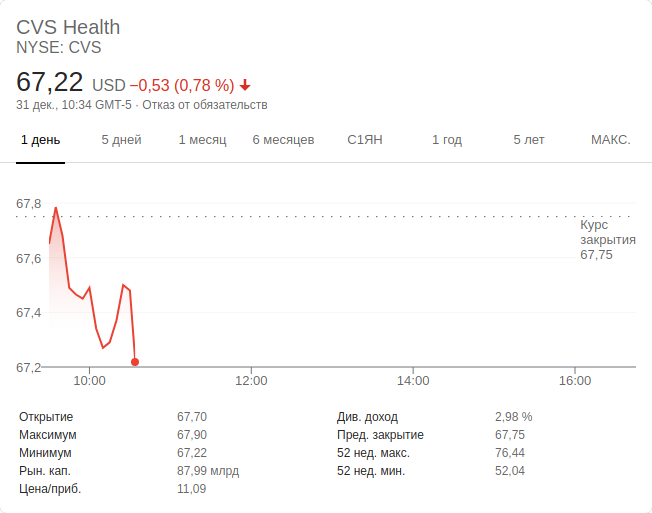 CVS Health
NYSE: CVS
67,22 USD −0,53 (0,78 %)
31 дек., 10:34 GMT-5 · Отказ от обязательств
1 день 5 дней 1 месяц 6 месяцев С1ЯН 1 год 5 лет МАКС.
67,8
67,6
67,4
67,2
Курс
закрытия
67,75
10:00 12:00 14:00 16:00
Открытие 67,70
Максимум 67,90
Минимум 67,22
Рын. кап. 87,99 млрд
Цена/приб. 11,09
Див. доход 2,98 %
Пред. закрытие 67,75
52 нед. макс. 76,44
52 нед. мин. 52,04